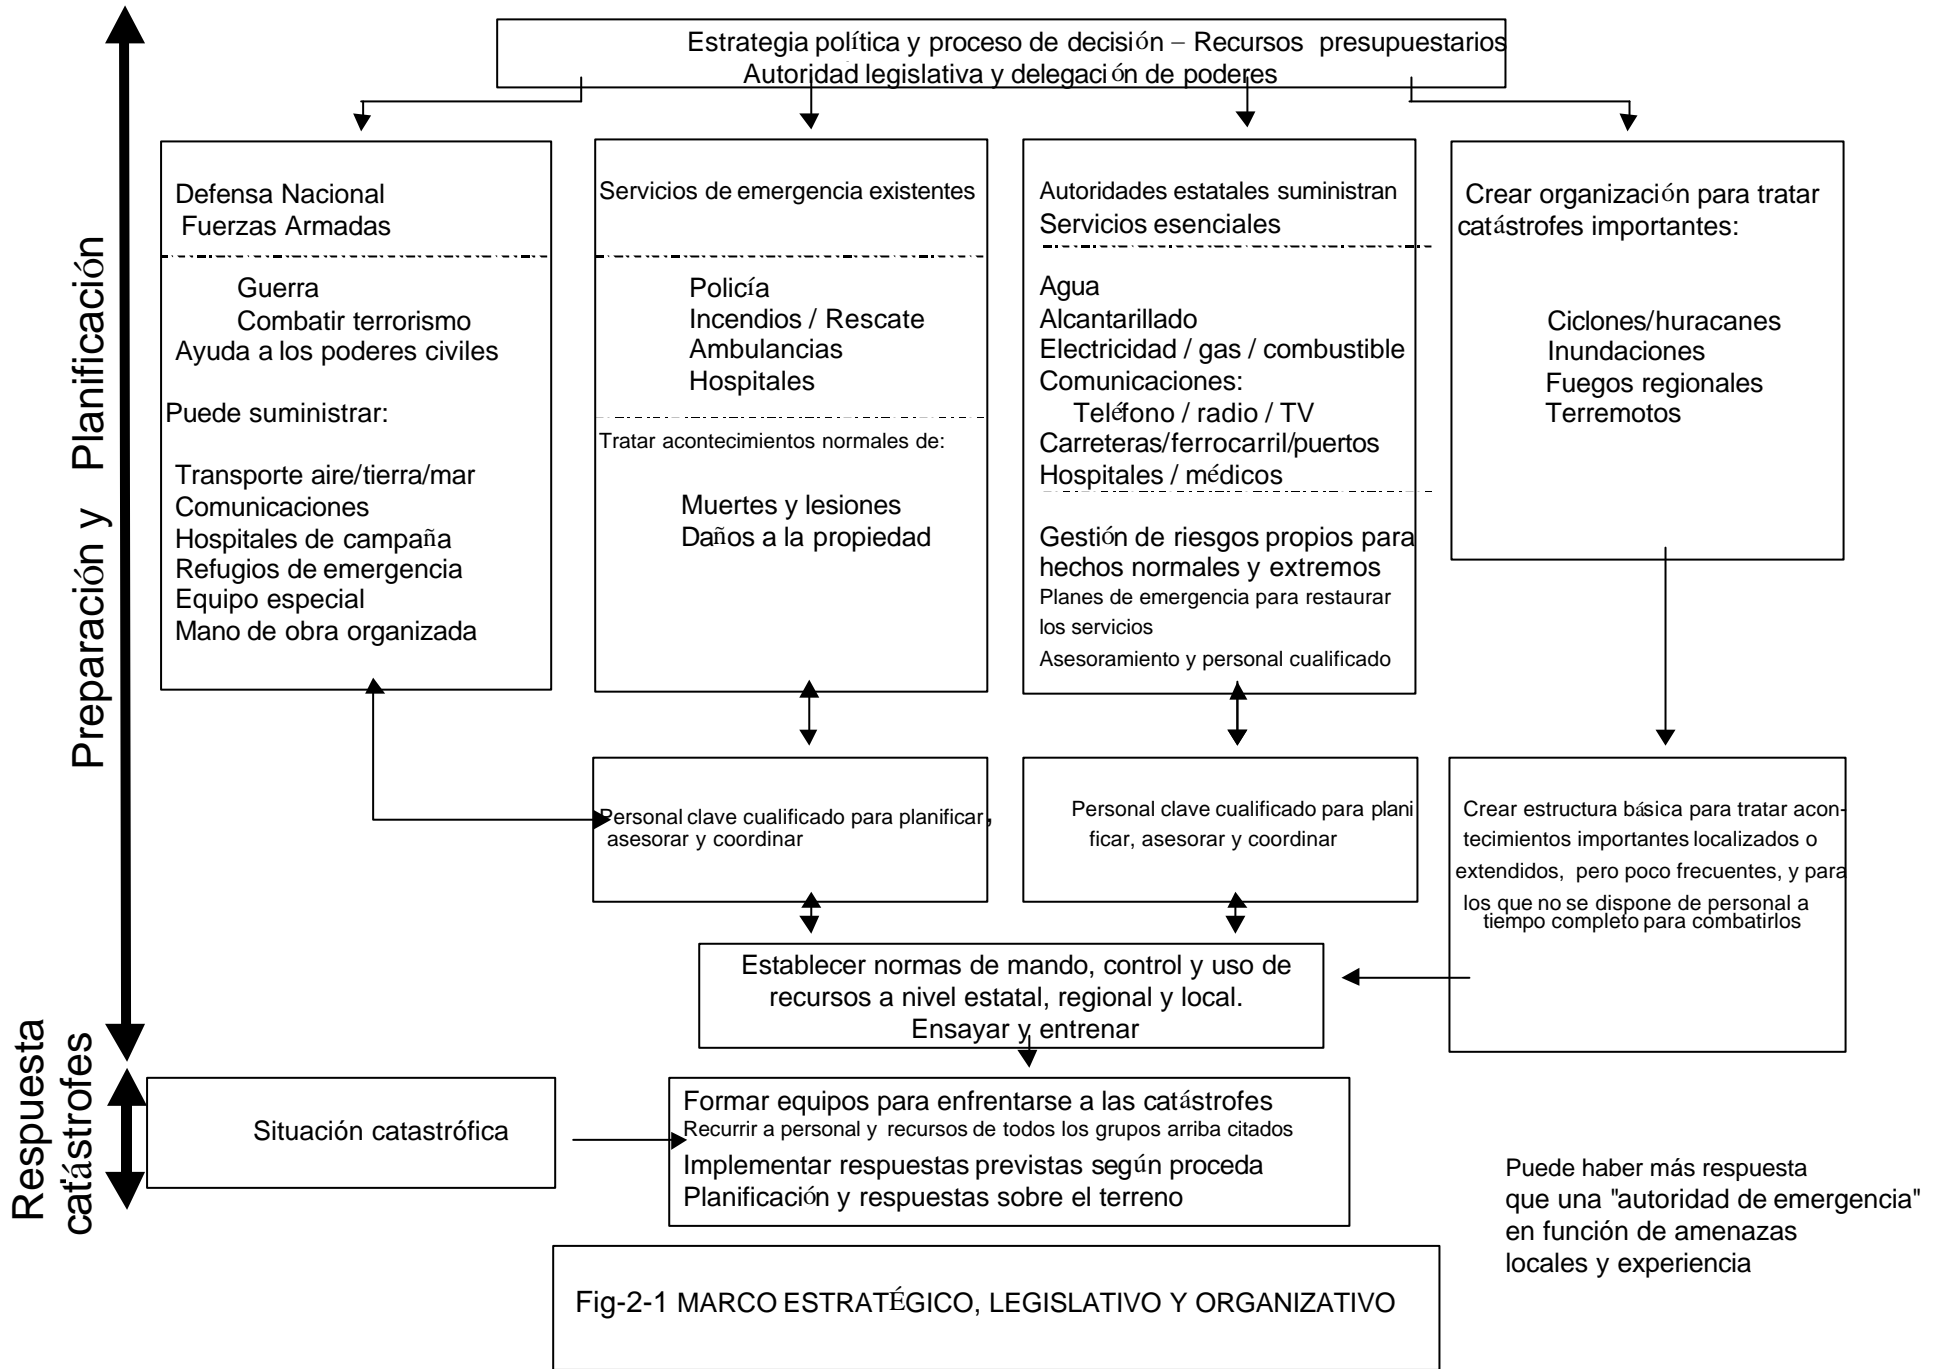 Estrategia política y proceso de decisión – Recursos presupuestarios
Autoridad legislativa y delegación de poderes
Preparación y Planificación
Defensa Nacional
Fuerzas Armadas
Guerra
Combatir terrorismo
Ayuda a los poderes civiles
Puede suministrar:
Transporte aire/tierra/mar
Comunicaciones
Hospitales de campaña
Refugios de emergencia
Equipo especial
Mano de obra organizada
Servicios de emergencia existentes
Policía
Incendios / Rescate
Ambulancias
Hospitales
Tratar acontecimientos normales de:
Muertes y lesiones
Daños a la propiedad
Autoridades estatales suministran
Servicios esenciales
Agua
Alcantarillado
Electricidad / gas / combustible
Comunicaciones:
Teléfono / radio / TV
Carreteras/ferrocarril/puertos
Hospitales / médicos
Gestión de riesgos propios para
hechos normales y extremos
Planes de emergencia para restaurar
los servicios
Asesoramiento y personal cualificado
Crear organización para tratar
catástrofes importantes:
Ciclones/huracanes
Inundaciones
Fuegos regionales
Terremotos
Personal clave cualificado para planificar,
asesorar y coordinar
Personal clave cualificado para plani
ficar, asesorar y coordinar
Crear estructura básica para tratar acon-
tecimientos importantes localizados o
extendidos, pero poco frecuentes, y para
los que no se dispone de personal a
tiempo completo para combatirlos
Establecer normas de mando, control y uso de
recursos a nivel estatal, regional y local.
Ensayar y entrenar
Respuesta
catástrofes
Situación catastrófica
Formar equipos para enfrentarse a las catástrofes
Recurrir a personal y recursos de todos los grupos arriba citados
Implementar respuestas previstas según proceda
Planificación y respuestas sobre el terreno
Puede haber más respuesta
que una "autoridad de emergencia"
en función de amenazas
locales y experiencia
Fig-2-1 MARCO ESTRATÉGICO, LEGISLATIVO Y ORGANIZATIVO